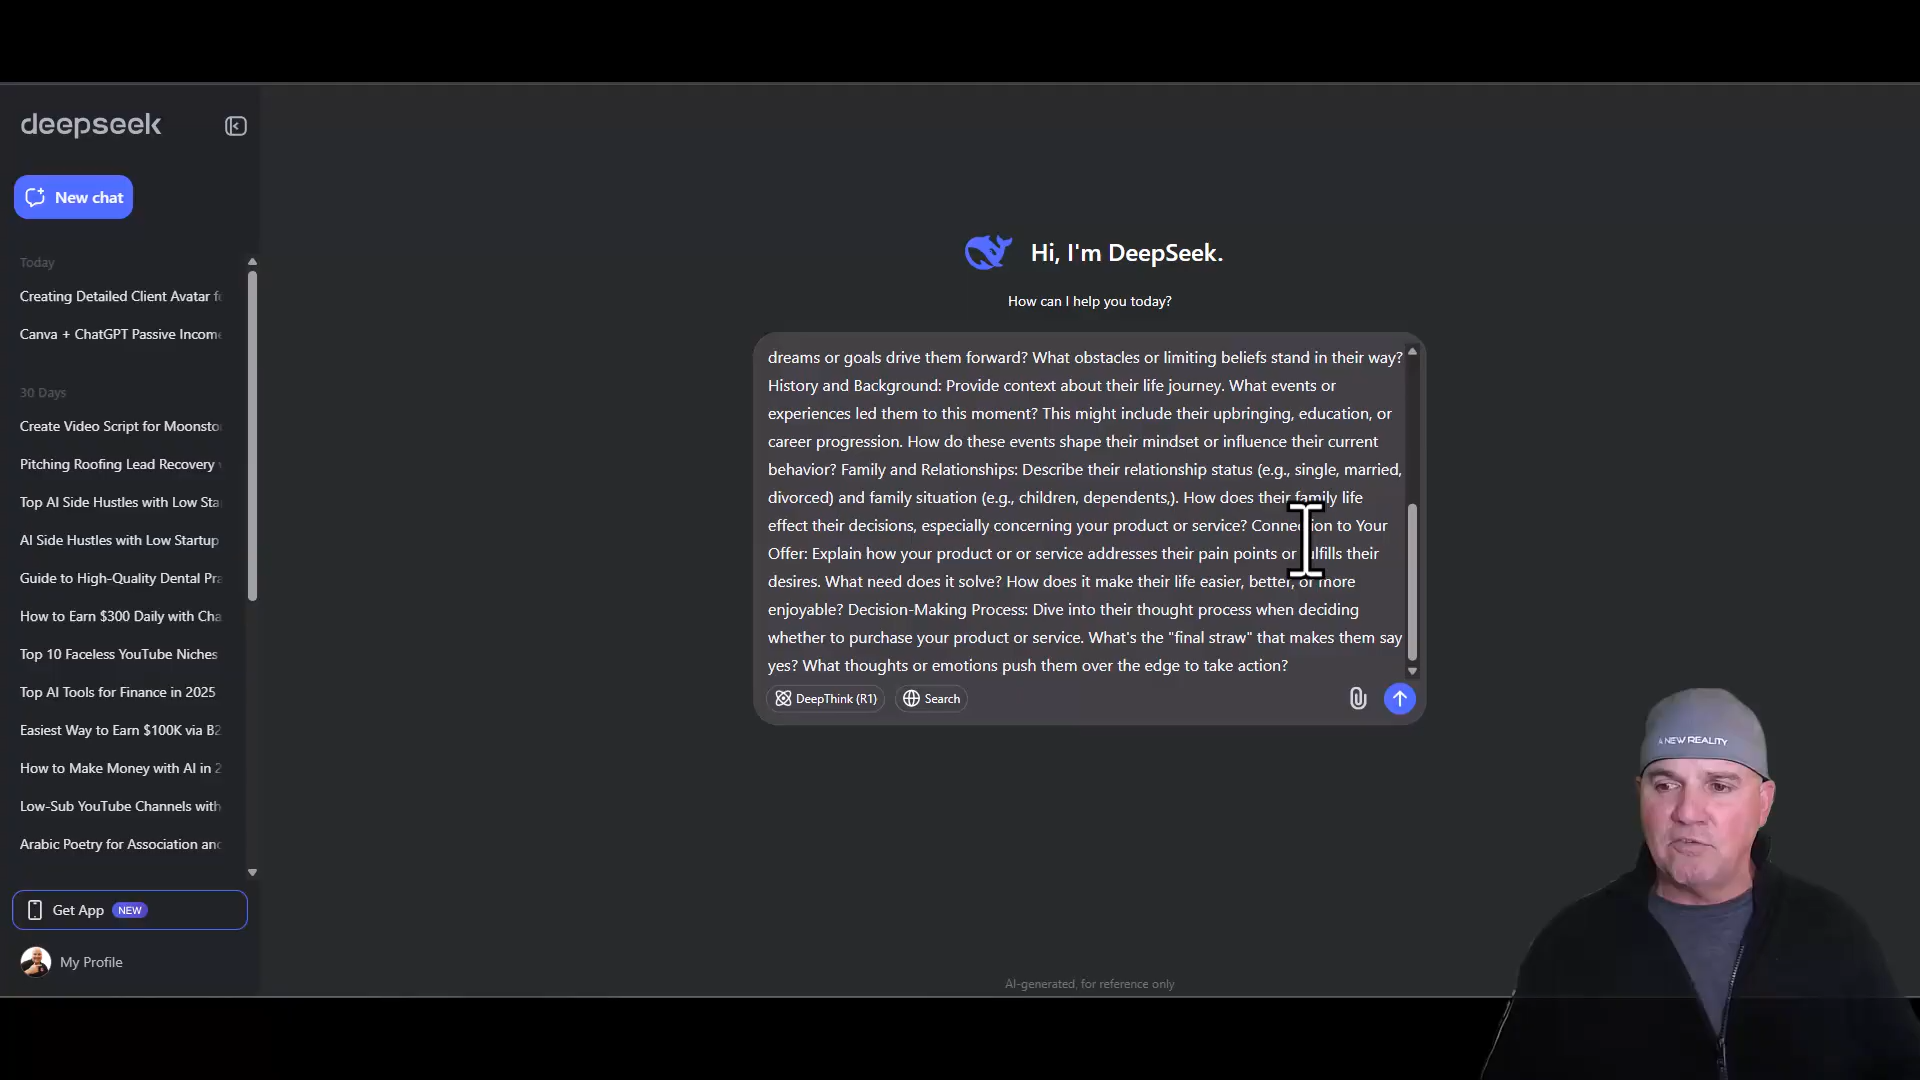 deepseek
New chat
Today
Creating Detailed Client Avatar f
Canva + ChatGPT Passive Incom
30 Days
Create Video Script for Moonsto
Pitching Roofing Lead Recovery
Top AI Side Hustles with Low Sta
AI Side Hustles with Low Startup
Guide to High-Quality Dental Pra
How to Earn $300 Daily with Cha
Top 10 Faceless YouTube Niches
Top AI Tools for Finance in 2025
Easiest Way to Earn $100K via B2
How to Make Money with AI in 2
Low-Sub YouTube Channels with
Arabic Poetry for Association and
Get App NEW
My Profile
Hi, I'm DeepSeek.
How can I help you today?
dreams or goals drive them forward? What obstacles or limiting beliefs stand in their way?
History and Background: Provide context about their life journey. What events or
experiences led them to this moment? This might include their upbringing, education, or
career progression. How do these events shape their mindset or influence their current
behavior? Family and Relationships: Describe their relationship status (e.g., single, married,
divorced) and family situation (e.g., children, dependents,). How does their family life
effect their decisions, especially concerning your product or service? Connection to Your
Offer: Explain how your product or or service addresses their pain points or fulfills their
desires. What need does it solve? How does it make their life easier, better, or more
enjoyable? Decision-Making Process: Dive into their thought process when deciding
whether to purchase your product or service. What's the "final straw" that makes them say
yes? What thoughts or emotions push them over the edge to take action?
DeepThink (R1) Search
AI-generated, for reference only
A NEW REALITY